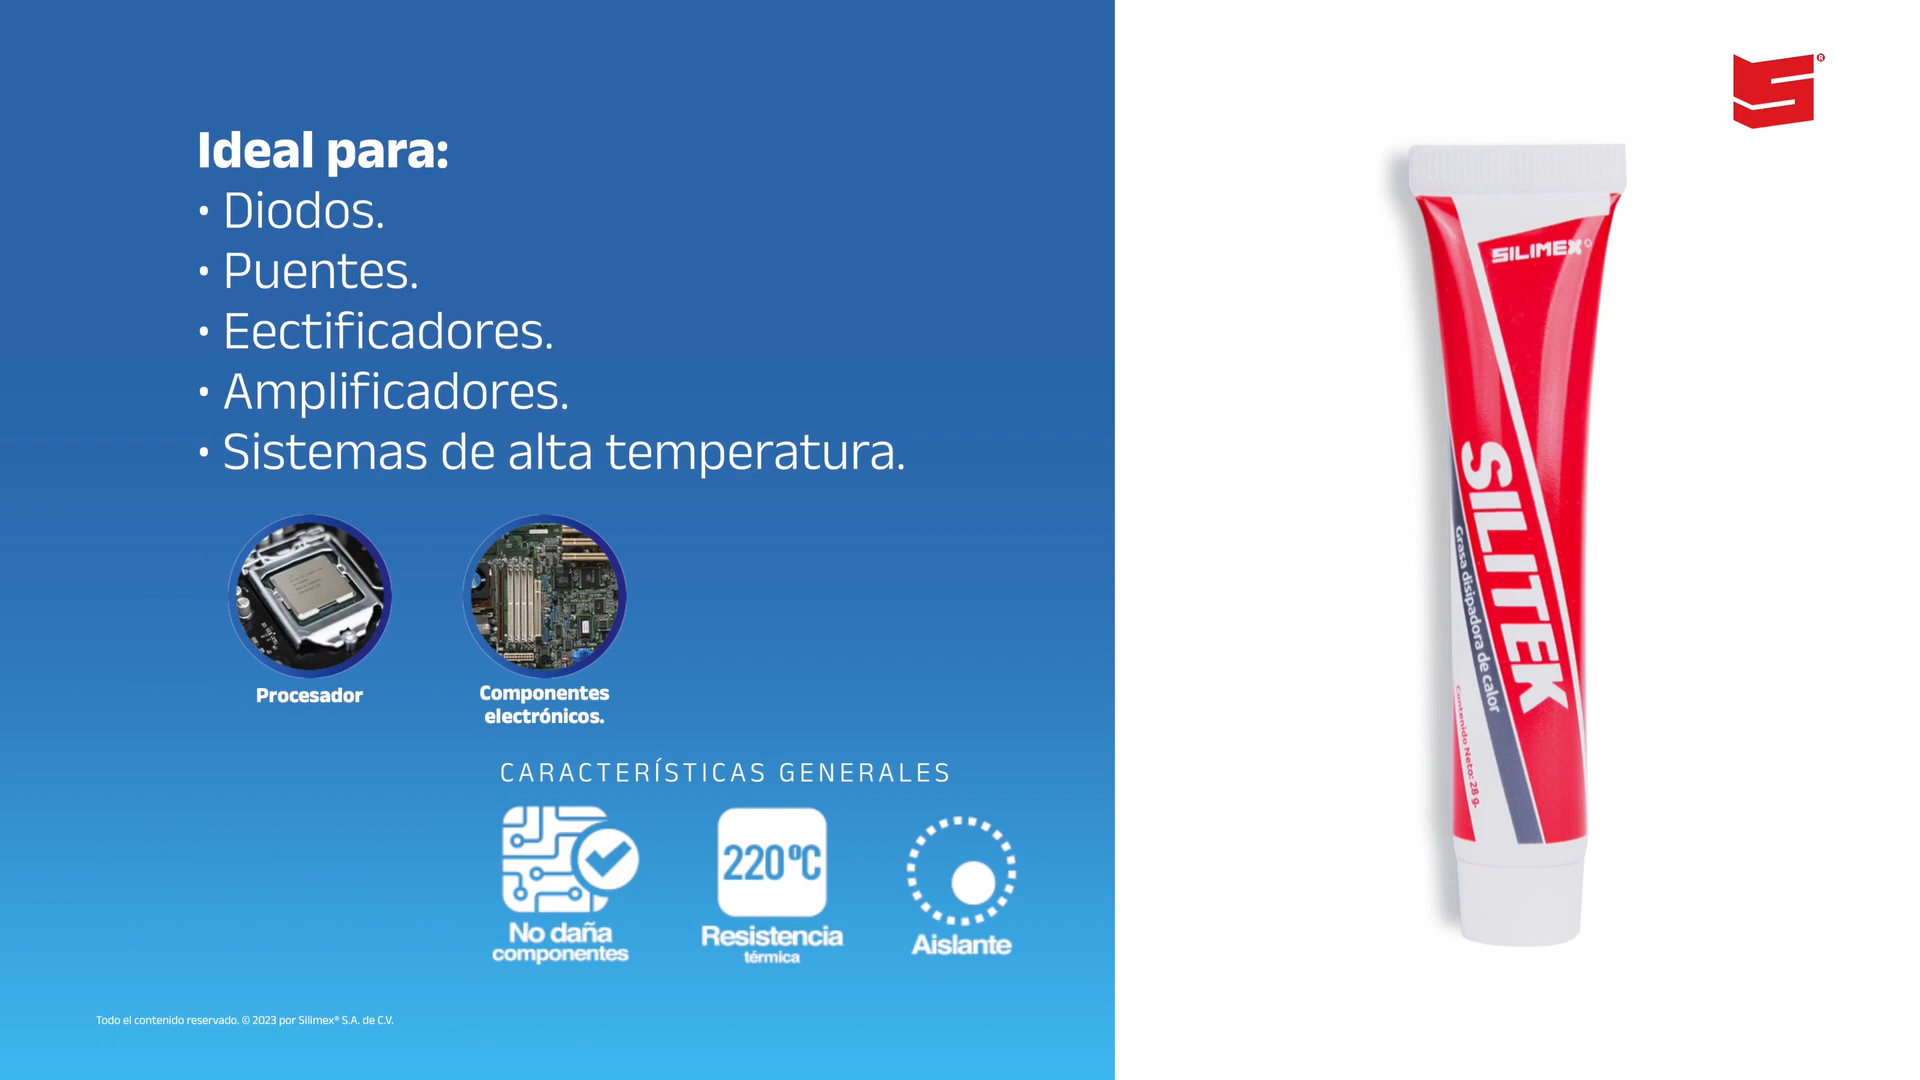 Ideal para:
• Diodos.
• Puentes.
• Eectificadores.
• Amplificadores.
• Sistemas de alta temperatura.
Procesador
Componentes
electrónicos.
CARACTERÍSTICAS GENERALES
220ºC
No daña
componentes
Resistencia
térmica
Aislante
Todo el contenido reservado. © 2023 por Silimex® S.A. de C.V.
®
SILIMEX
SILITEK
Grasa disipadora de calor
Contenido Neto: 28 g.